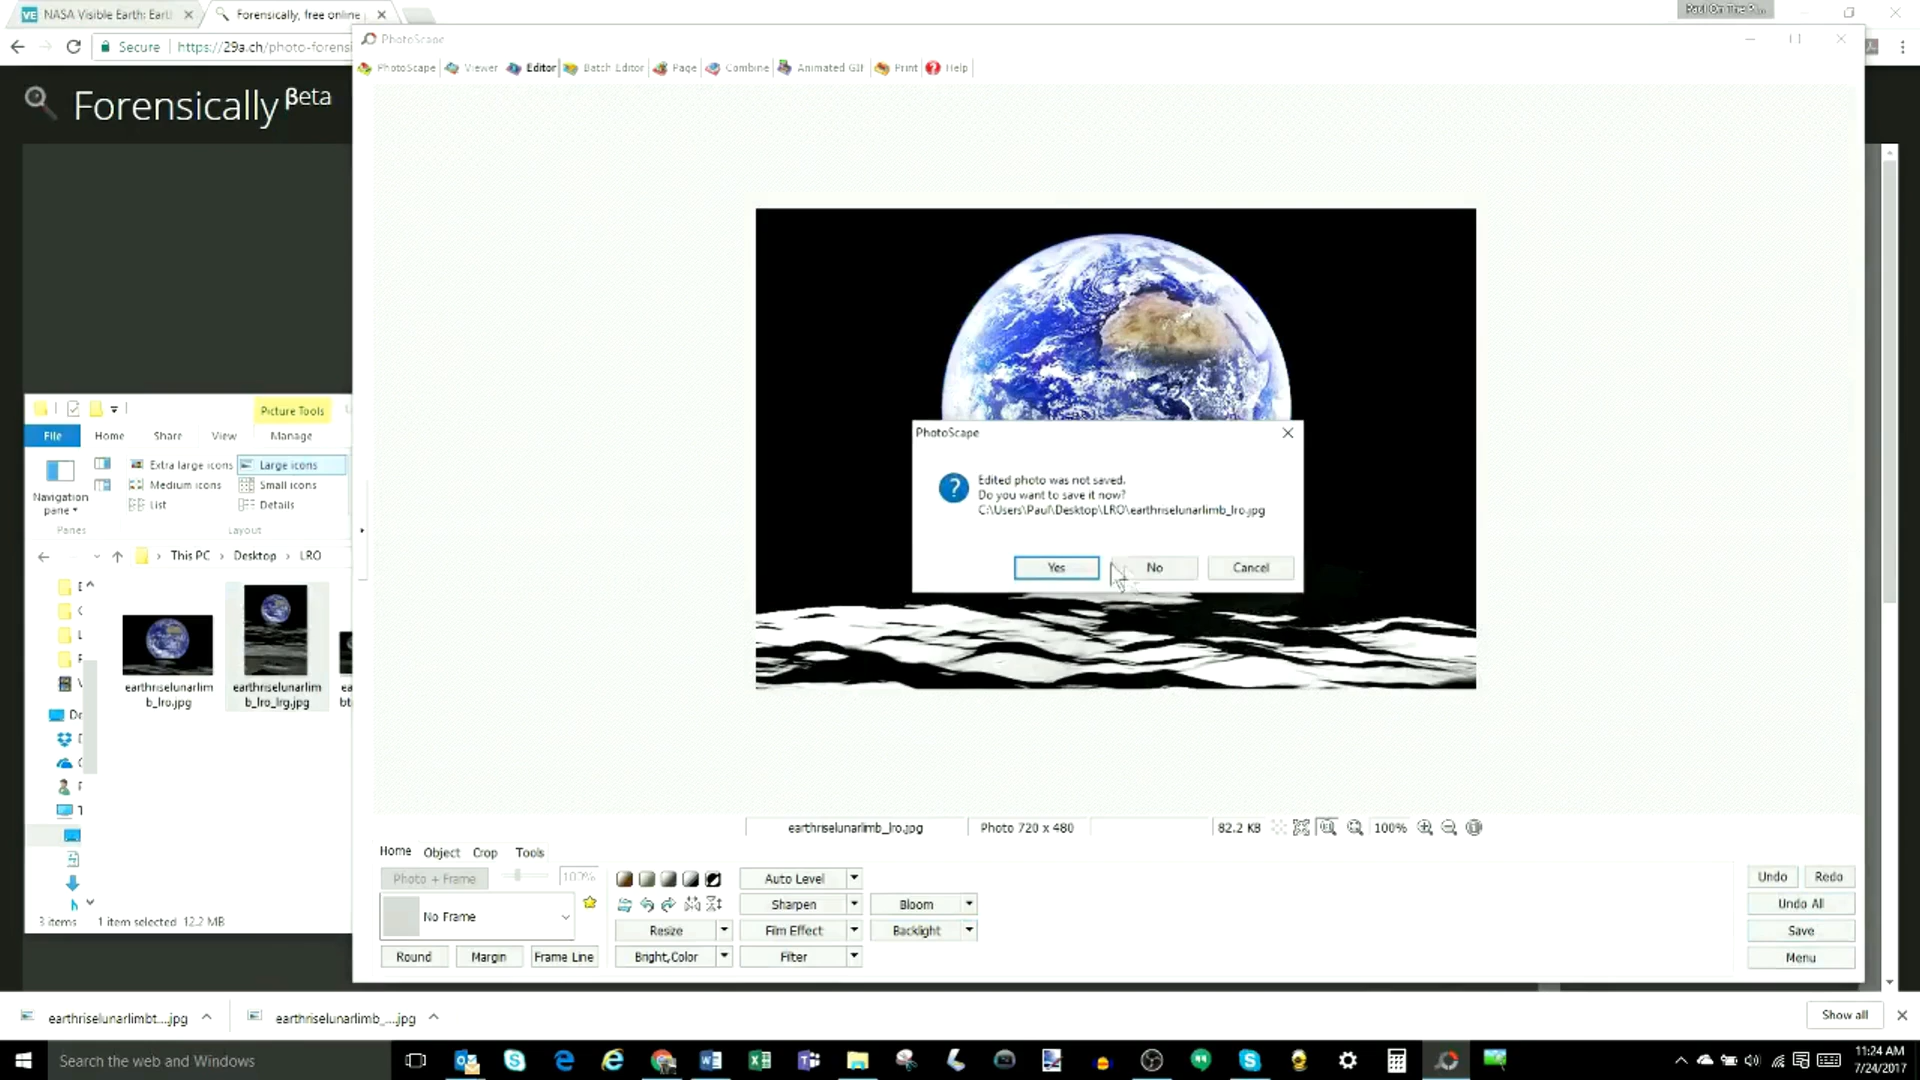 NASA Visible Earth: Eart
Forensically, free online
Secure
https://29a.ch/photo-forensi
Forensically βeta
PhotoScape
PhotoScape
Viewer
Editor
Batch Editor
Page
Combine
Animated GIF
Print
Help
Picture Tools
File
Home
Share
View
Manage
Navigation
pane
Extra large icons
Large icons
Medium icons
Small icons
List
Details
Panes
Layout
This PC
Desktop
LRO
earthriselunarlim
b_lro.jpg
earthriselunarlim
b_lro_lrg.jpg
3 items
1 item selected 12.2 MB
PhotoScape
Edited photo was not saved.
Do you want to save it now?
C:\Users\Paul\Desktop\LRO\earthriselunarlimb_lro.jpg
Yes
No
Cancel
earthriselunarlimb_lro.jpg
Photo 720 x 480
82.2 KB
100%
Home
Object
Crop
Tools
Photo + Frame
100%
No Frame
Round
Margin
Frame Line
Auto Level
Sharpen
Bloom
Resize
Film Effect
Backlight
Bright,Color
Filter
Undo
Redo
Undo All
Save
Menu
earthriselunarlimbt....jpg
earthriselunarlimb_....jpg
Show all
Search the web and Windows
11:24 AM
7/24/2017